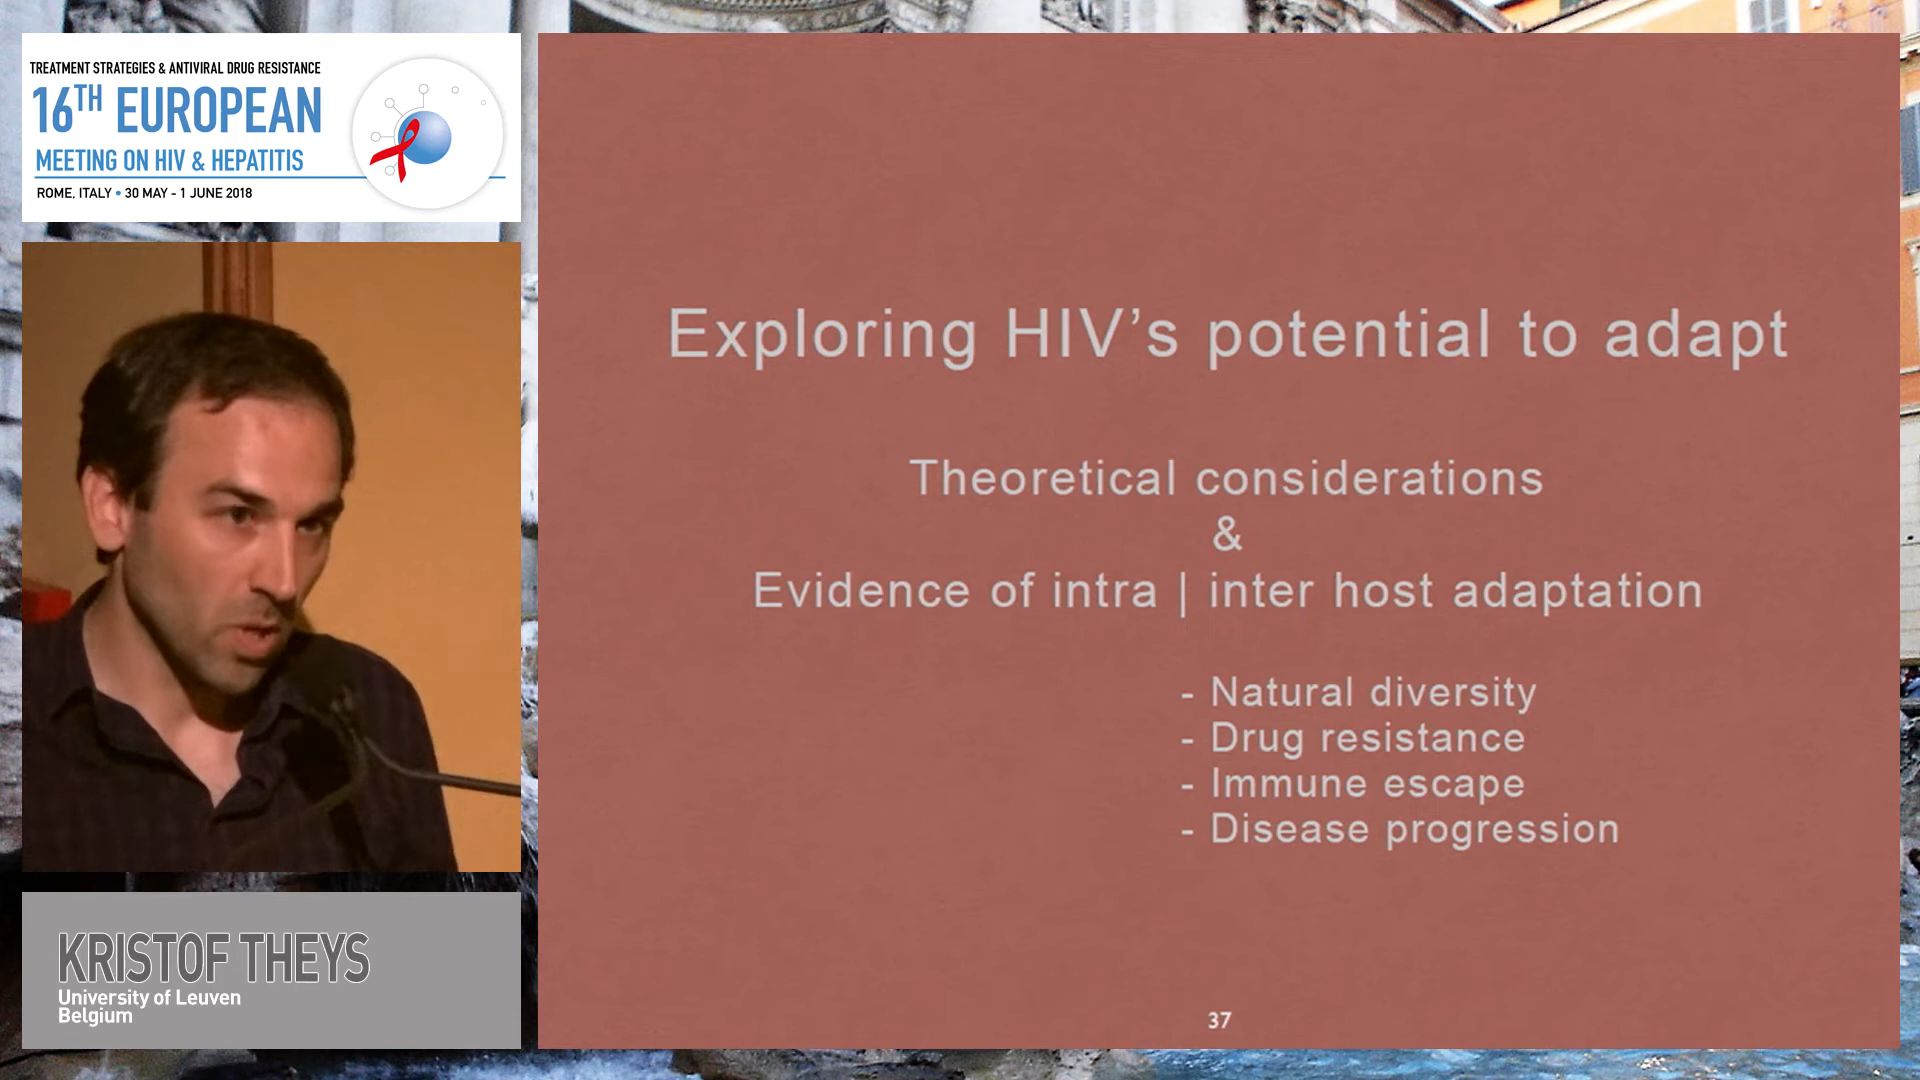 TREATMENT STRATEGIES & ANTIVIRAL DRUG RESISTANCE
16TH EUROPEAN
MEETING ON HIV & HEPATITIS
ROME, ITALY • 30 MAY - 1 JUNE 2018
KRISTOF THEYS
University of Leuven
Belgium
Exploring HIV’s potential to adapt
Theoretical considerations
&
Evidence of intra | inter host adaptation
- Natural diversity
- Drug resistance
- Immune escape
- Disease progression
37